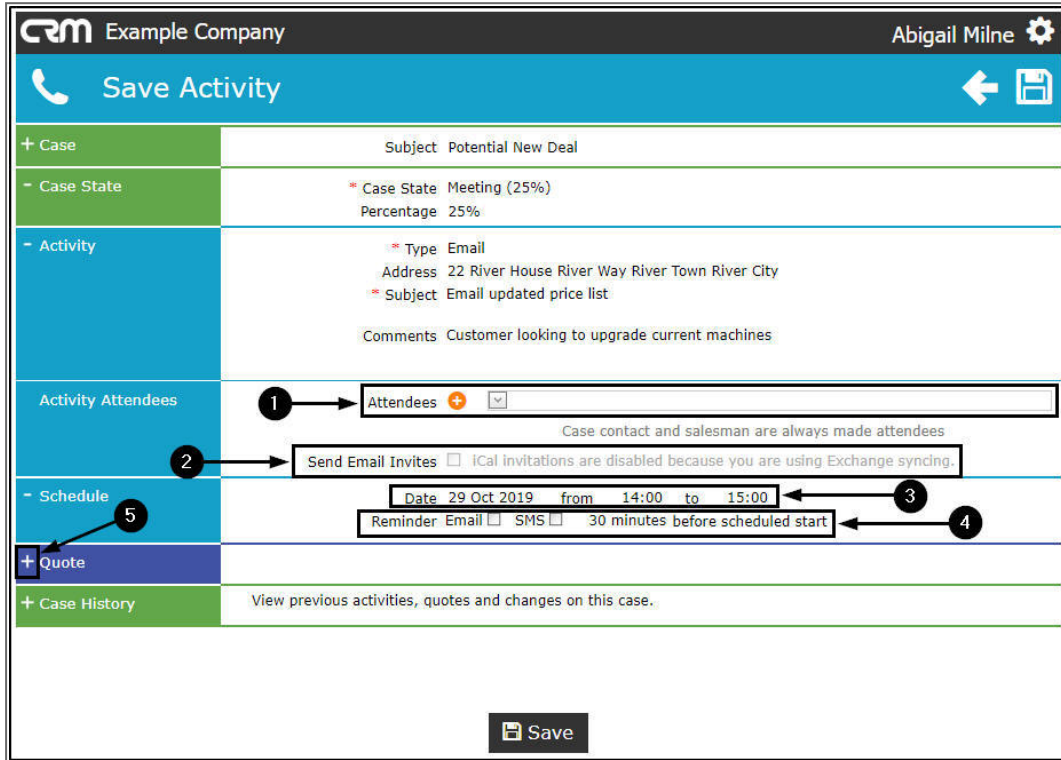 CRM Example Company Abigail Milne
Save Activity
+ Case Subject Potential New Deal
- Case State * Case State Meeting (25%)
Percentage 25%
- Activity * Type Email
Address 22 River House River Way River Town River City
* Subject Email updated price list
Comments Customer looking to upgrade current machines
Activity Attendees 1 Attendees
Case contact and salesman are always made attendees
2 Send Email Invites iCal invitations are disabled because you are using Exchange syncing.
- Schedule Date 29 Oct 2019 from 14:00 to 15:00 3
5 Reminder Email SMS 30 minutes before scheduled start 4
+ Quote
+ Case History View previous activities, quotes and changes on this case.
Save